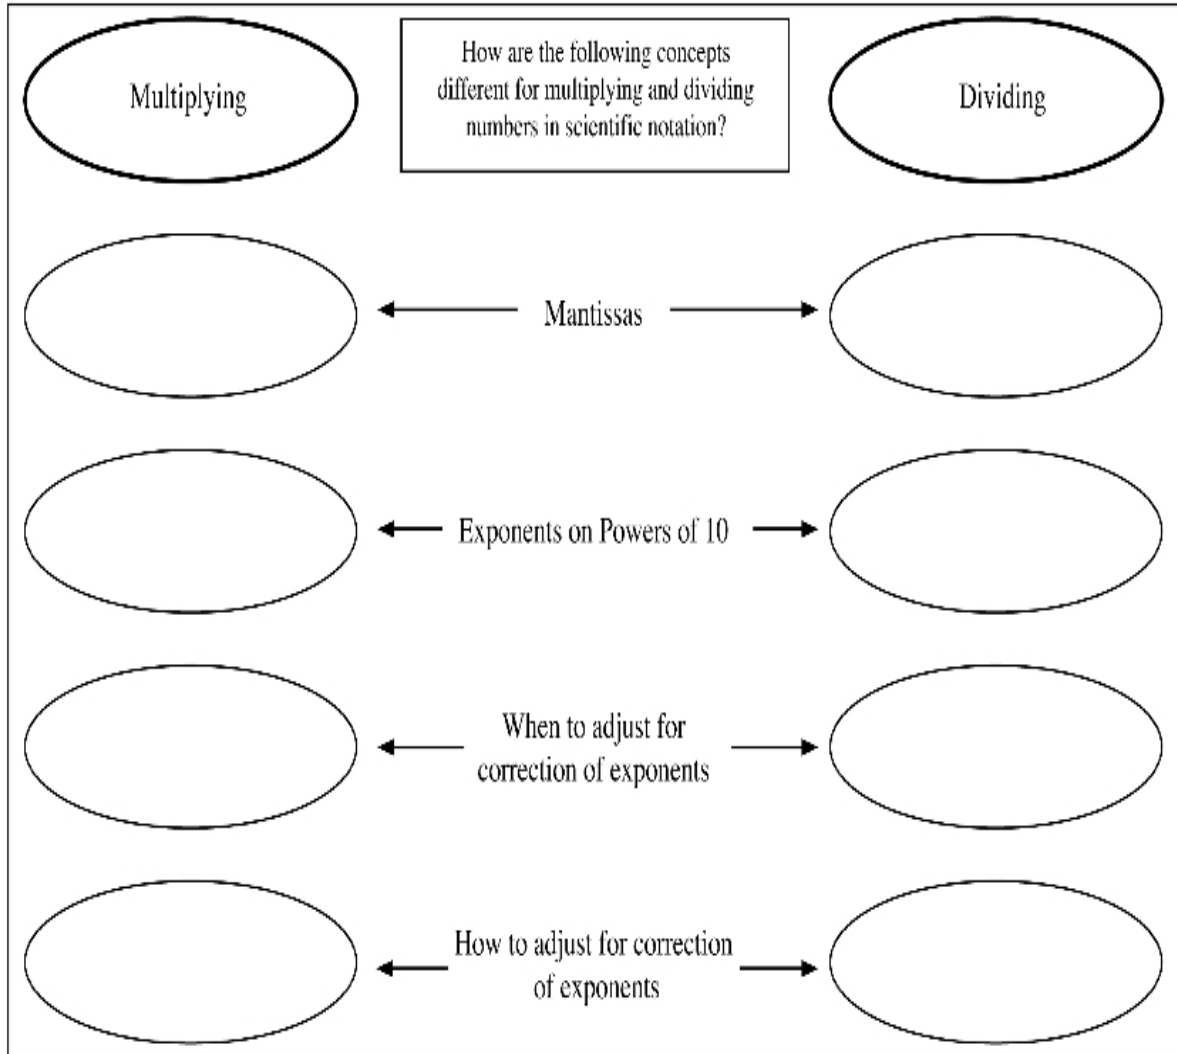 Multiplying
How are the following concepts
different for multiplying and dividing
numbers in scientific notation?
Dividing
Mantissas
Exponents on Powers of 10
When to adjust for
correction of exponents
How to adjust for correction
of exponents